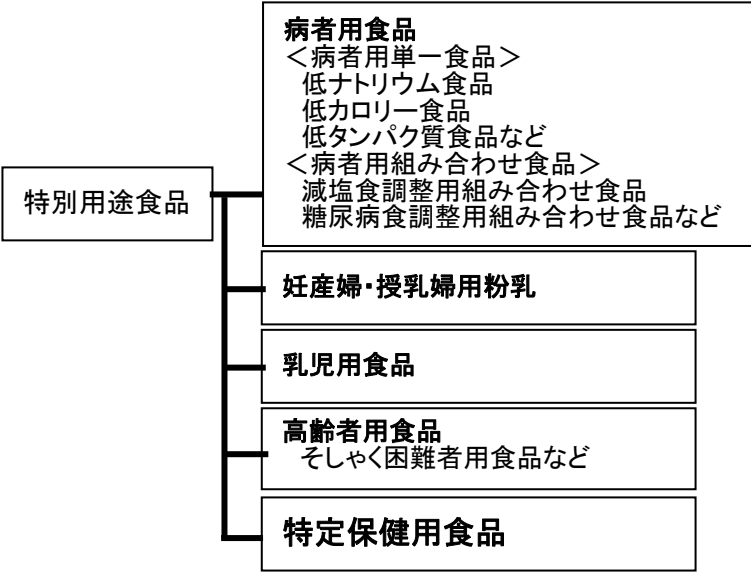 特別用途食品
病者用食品
＜病者用単一食品＞
低ナトリウム食品
低カロリー食品
低タンパク質食品など
＜病者用組み合わせ食品＞
減塩食調整用組み合わせ食品
糖尿病食調整用組み合わせ食品など
妊産婦・授乳婦用粉乳
乳児用食品
高齢者用食品
そしゃく困難者用食品など
特定保健用食品